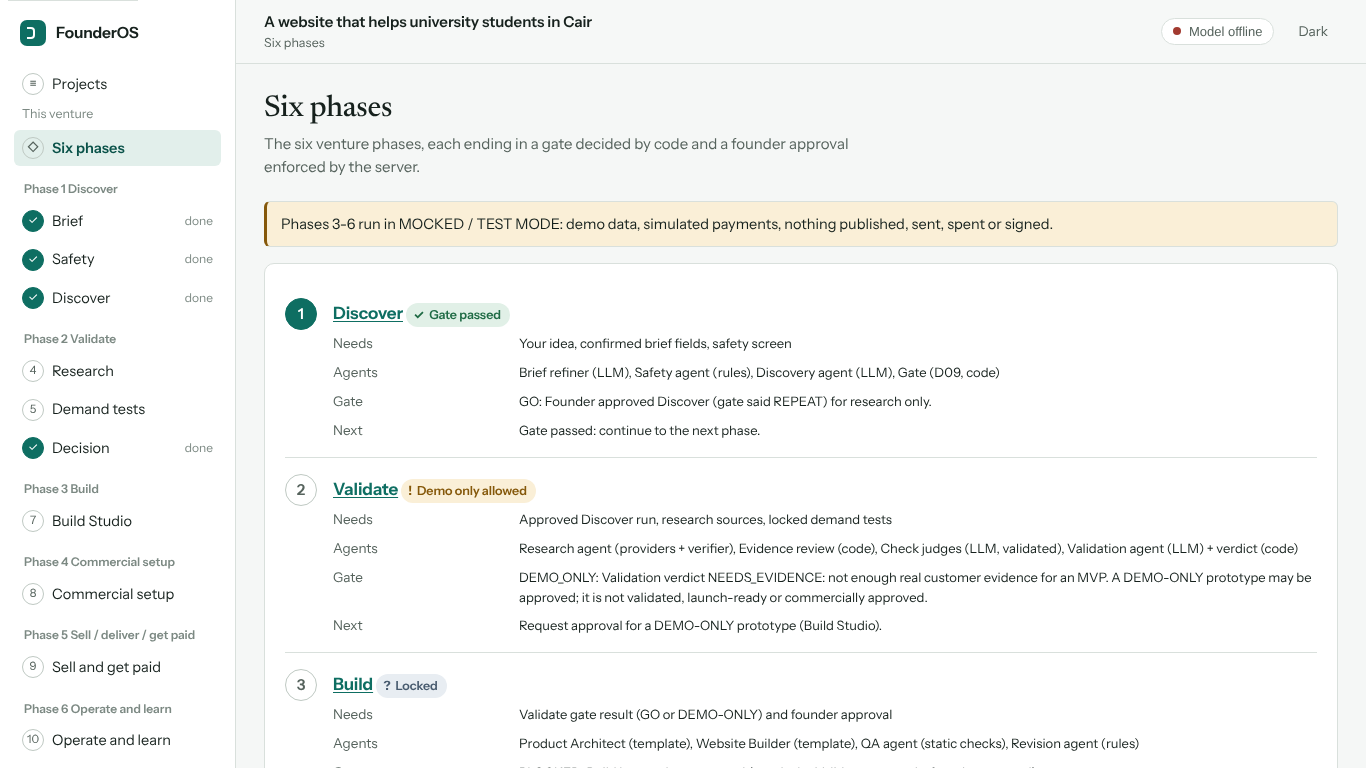 FounderOS
Projects
This venture
Six phases
Phase 1 Discover
Brief done
Safety done
Discover done
Phase 2 Validate
4 Research
5 Demand tests
Decision done
Phase 3 Build
7 Build Studio
Phase 4 Commercial setup
8 Commercial setup
Phase 5 Sell / deliver / get paid
9 Sell and get paid
Phase 6 Operate and learn
10 Operate and learn
A website that helps university students in Cair
Six phases
Model offline
Dark
Six phases
The six venture phases, each ending in a gate decided by code and a founder approval
enforced by the server.
Phases 3-6 run in MOCKED / TEST MODE: demo data, simulated payments, nothing published, sent, spent or signed.
1 Discover ✓ Gate passed
Needs Your idea, confirmed brief fields, safety screen
Agents Brief refiner (LLM), Safety agent (rules), Discovery agent (LLM), Gate (D09, code)
Gate GO: Founder approved Discover (gate said REPEAT) for research only.
Next Gate passed: continue to the next phase.
2 Validate ! Demo only allowed
Needs Approved Discover run, research sources, locked demand tests
Agents Research agent (providers + verifier), Evidence review (code), Check judges (LLM, validated), Validation agent (LLM) + verdict (code)
Gate DEMO_ONLY: Validation verdict NEEDS_EVIDENCE: not enough real customer evidence for an MVP. A DEMO-ONLY prototype may be
approved; it is not validated, launch-ready or commercially approved.
Next Request approval for a DEMO-ONLY prototype (Build Studio).
3 Build ? Locked
Needs Validate gate result (GO or DEMO-ONLY) and founder approval
Agents Product Architect (template), Website Builder (template), QA agent (static checks), Revision agent (rules)